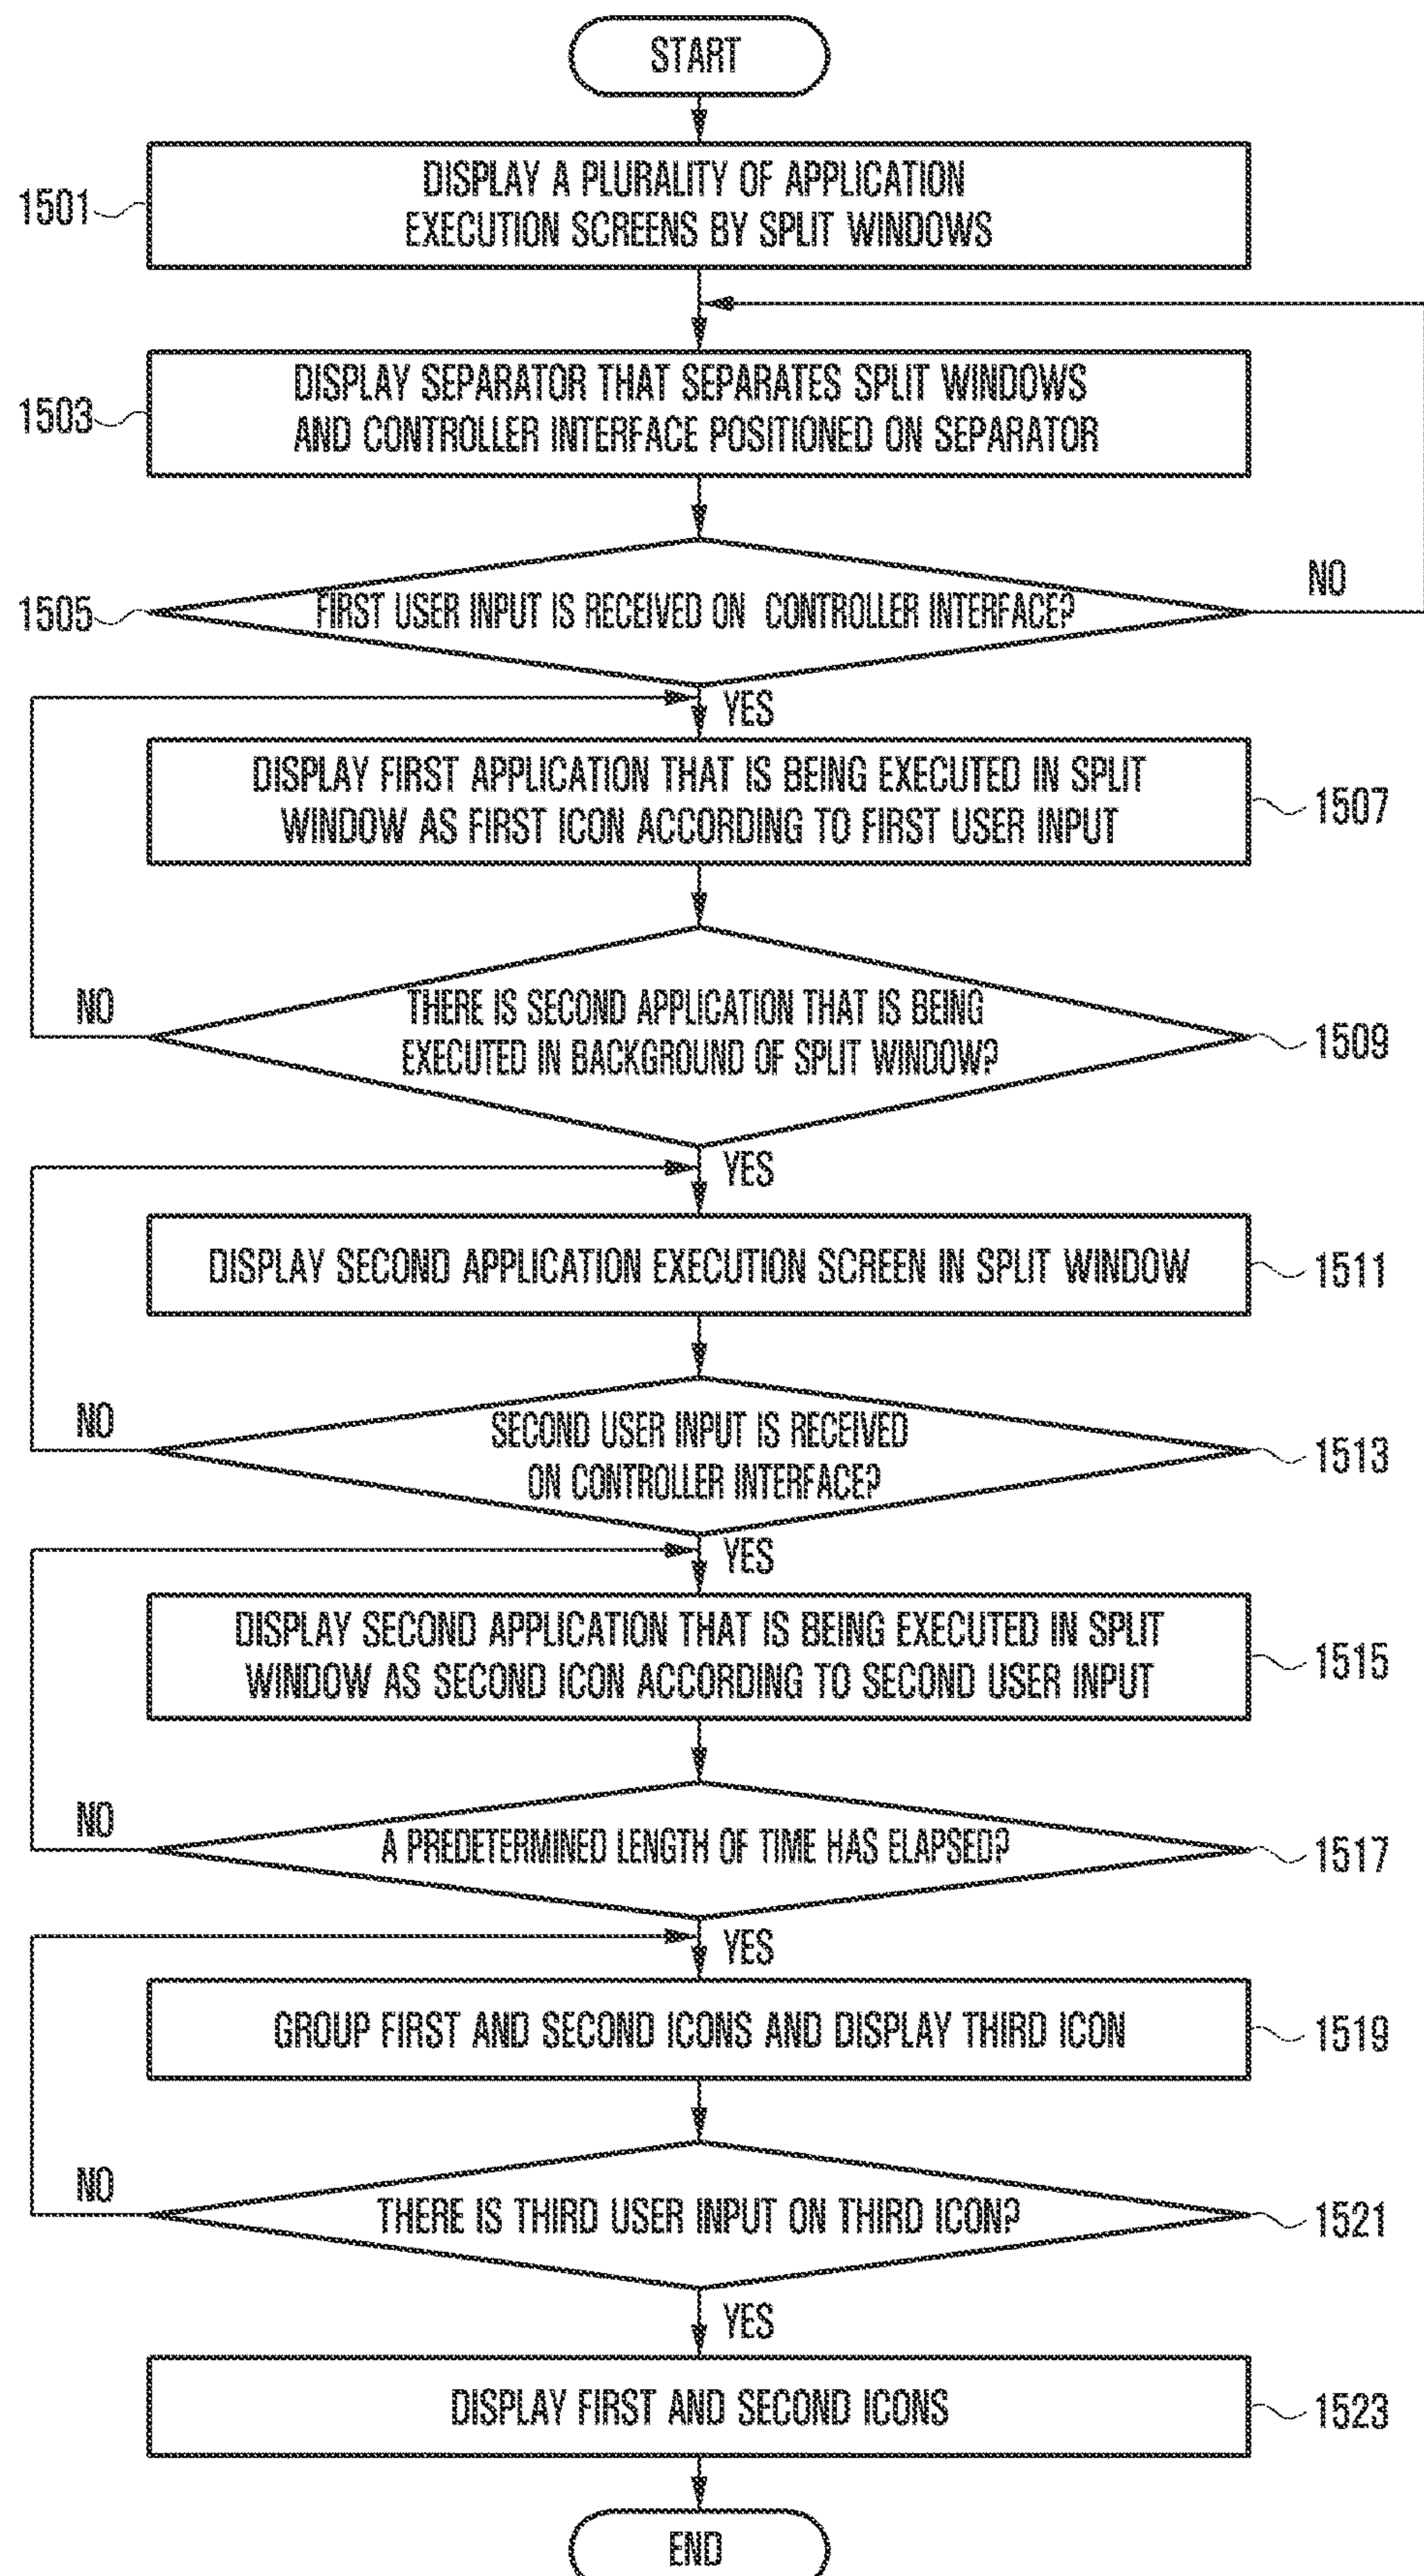 START
1501
DISPLAY A PLURALITY OF APPLICATION
EXECUTION SCREENS BY SPLIT WINDOWS
1503
DISPLAY SEPARATOR THAT SEPARATES SPLIT WINDOWS
AND CONTROLLER INTERFACE POSITIONED ON SEPARATOR
1505
FIRST USER INPUT IS RECEIVED ON CONTROLLER INTERFACE?
NO
YES
DISPLAY FIRST APPLICATION THAT IS BEING EXECUTED IN SPLIT
WINDOW AS FIRST ICON ACCORDING TO FIRST USER INPUT
1507
NO
THERE IS SECOND APPLICATION THAT IS BEING
EXECUTED IN BACKGROUND OF SPLIT WINDOW?
1509
YES
DISPLAY SECOND APPLICATION EXECUTION SCREEN IN SPLIT WINDOW
1511
NO
SECOND USER INPUT IS RECEIVED
ON CONTROLLER INTERFACE?
1513
YES
DISPLAY SECOND APPLICATION THAT IS BEING EXECUTED IN SPLIT
WINDOW AS SECOND ICON ACCORDING TO SECOND USER INPUT
1515
NO
A PREDETERMINED LENGTH OF TIME HAS ELAPSED?
1517
YES
GROUP FIRST AND SECOND ICONS AND DISPLAY THIRD ICON
1519
NO
THERE IS THIRD USER INPUT ON THIRD ICON?
1521
YES
DISPLAY FIRST AND SECOND ICONS
1523
END